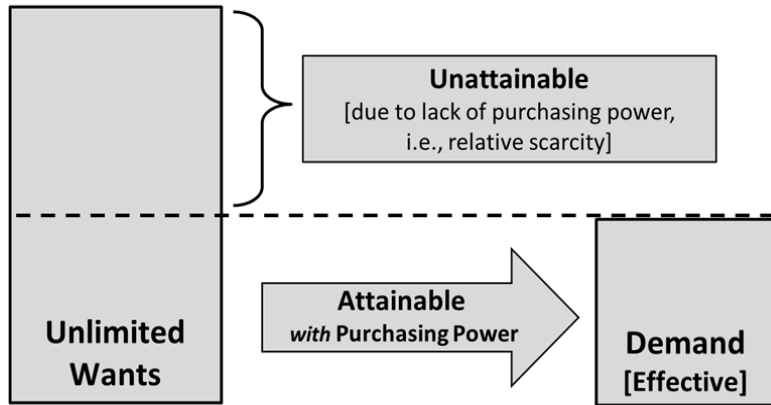 Unattainable
[due to lack of purchasing power,
i.e., relative scarcity]
Attainable
with Purchasing Power
Unlimited
Wants
Demand
[Effective]